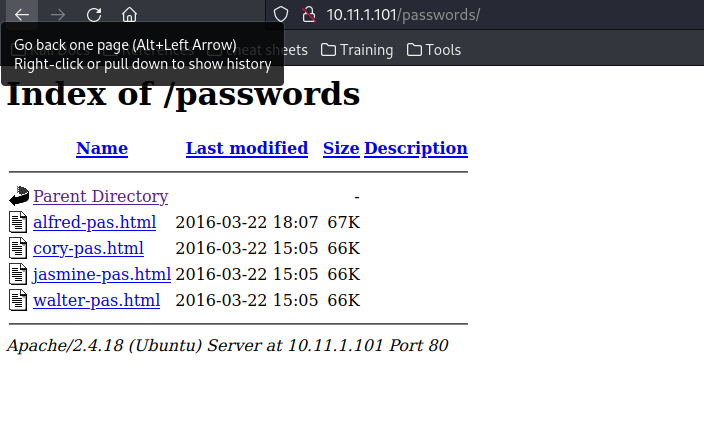 10.11.1.101/passwords/
Go back one page (Alt+Left Arrow)
Right-click or pull down to show history
Kali Docs References Cheat sheets Training Tools
Index of /passwords
Name Last modified Size Description
Parent Directory -
alfred-pas.html 2016-03-22 18:07 67K
cory-pas.html 2016-03-22 15:05 66K
jasmine-pas.html 2016-03-22 15:05 66K
walter-pas.html 2016-03-22 15:05 66K
Apache/2.4.18 (Ubuntu) Server at 10.11.1.101 Port 80